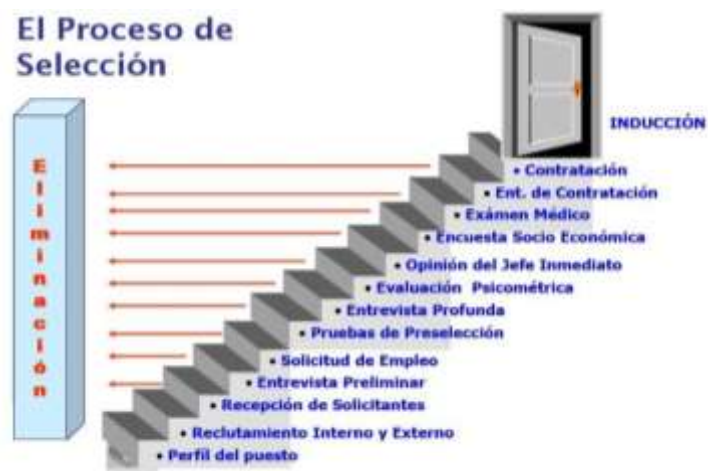 El Proceso de
Selección
Eliminación
INDUCCIÓN
• Contratación
• Ent. de Contratación
• Exámen Médico
• Encuesta Socio Económica
• Opinión del Jefe Inmediato
• Evaluación Psicométrica
• Entrevista Profunda
• Pruebas de Preselección
• Solicitud de Empleo
• Entrevista Preliminar
• Recepción de Solicitantes
• Reclutamiento Interno y Externo
• Perfil del puesto